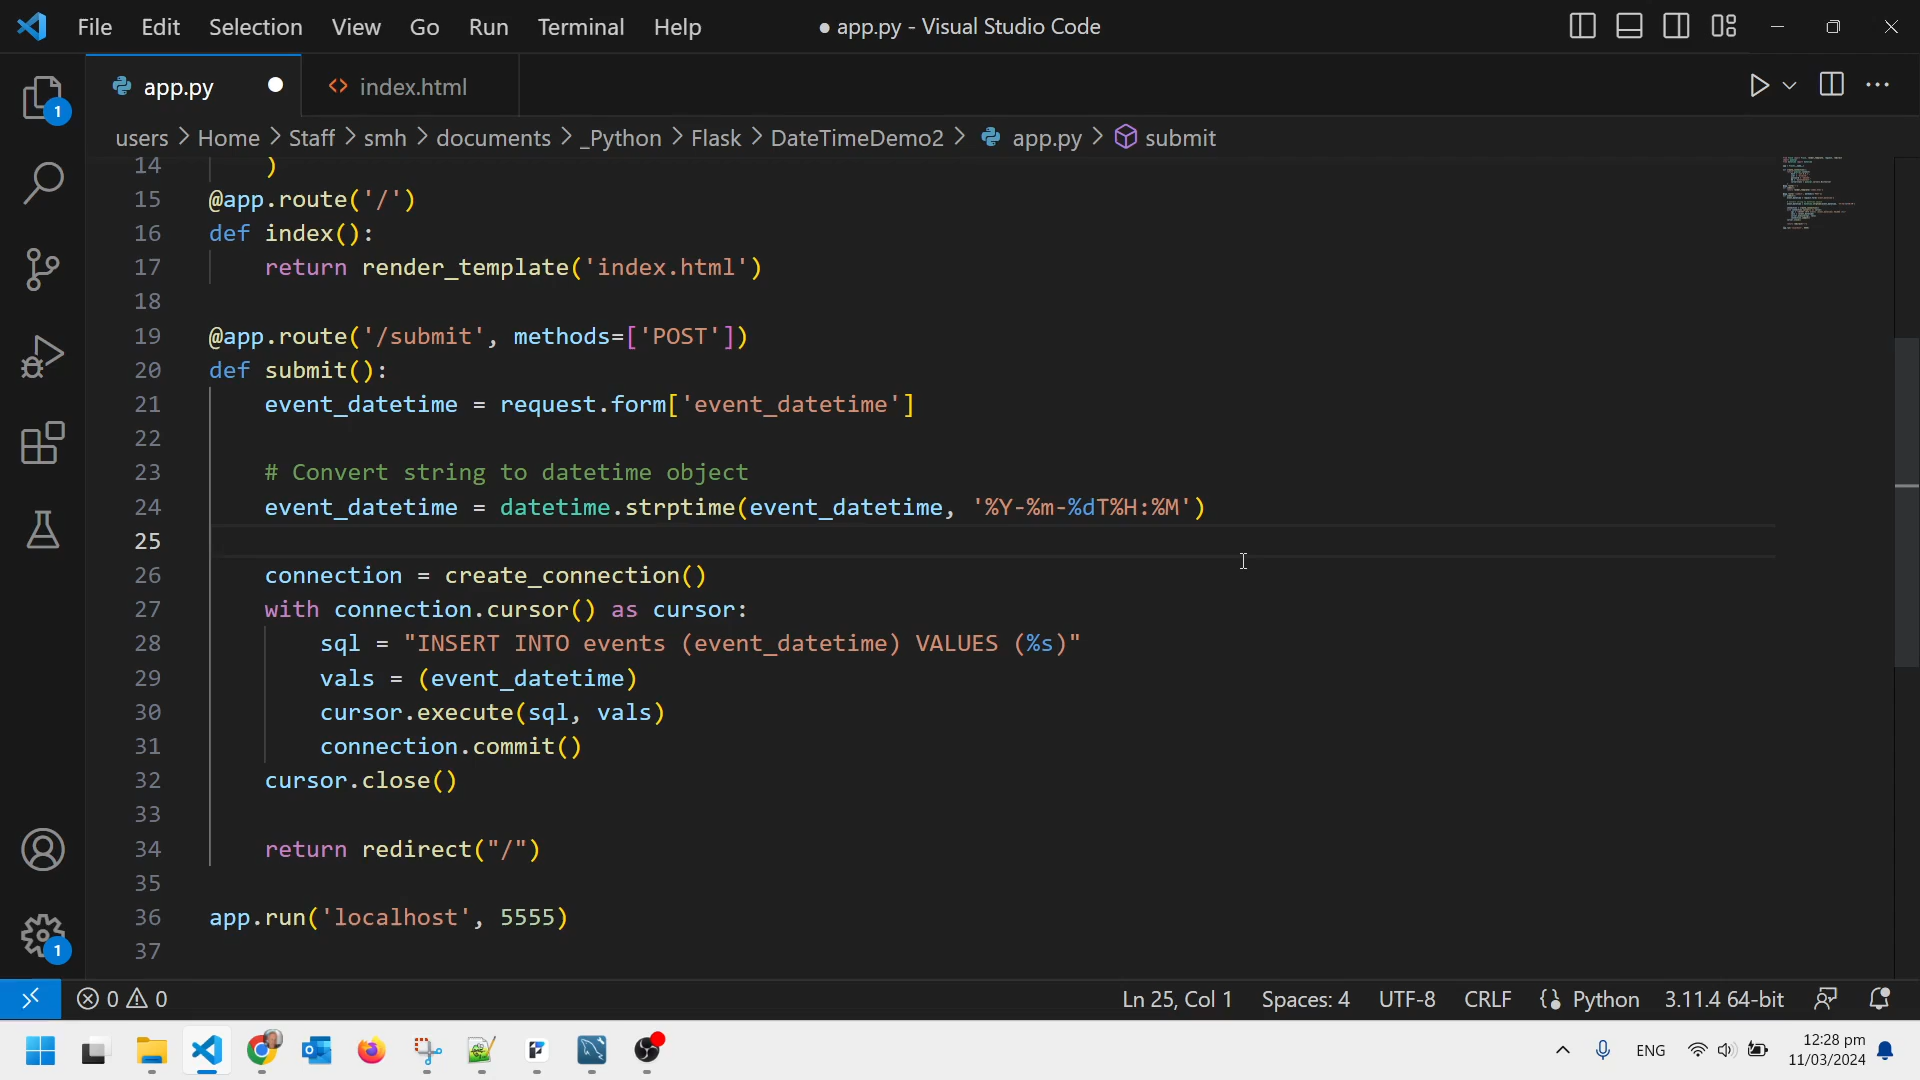 File Edit Selection View Go Run Terminal Help
● app.py - Visual Studio Code
app.py
<> index.html
users > Home > Staff > smh > documents > _Python > Flask > DateTimeDemo2 > app.py > submit
14 )
15 @app.route('/')
16 def index():
17 return render_template('index.html')
18
19 @app.route('/submit', methods=['POST'])
20 def submit():
21 event_datetime = request.form['event_datetime']
22
23 # Convert string to datetime object
24 event_datetime = datetime.strptime(event_datetime, '%Y-%m-%dT%H:%M')
25
26 connection = create_connection()
27 with connection.cursor() as cursor:
28 sql = "INSERT INTO events (event_datetime) VALUES (%s)"
29 vals = (event_datetime)
30 cursor.execute(sql, vals)
31 connection.commit()
32 cursor.close()
33
34 return redirect("/")
35
36 app.run('localhost', 5555)
37
1
1
0 0
Ln 25, Col 1 Spaces: 4 UTF-8 CRLF Python 3.11.4 64-bit
ENG
12:28 pm
11/03/2024